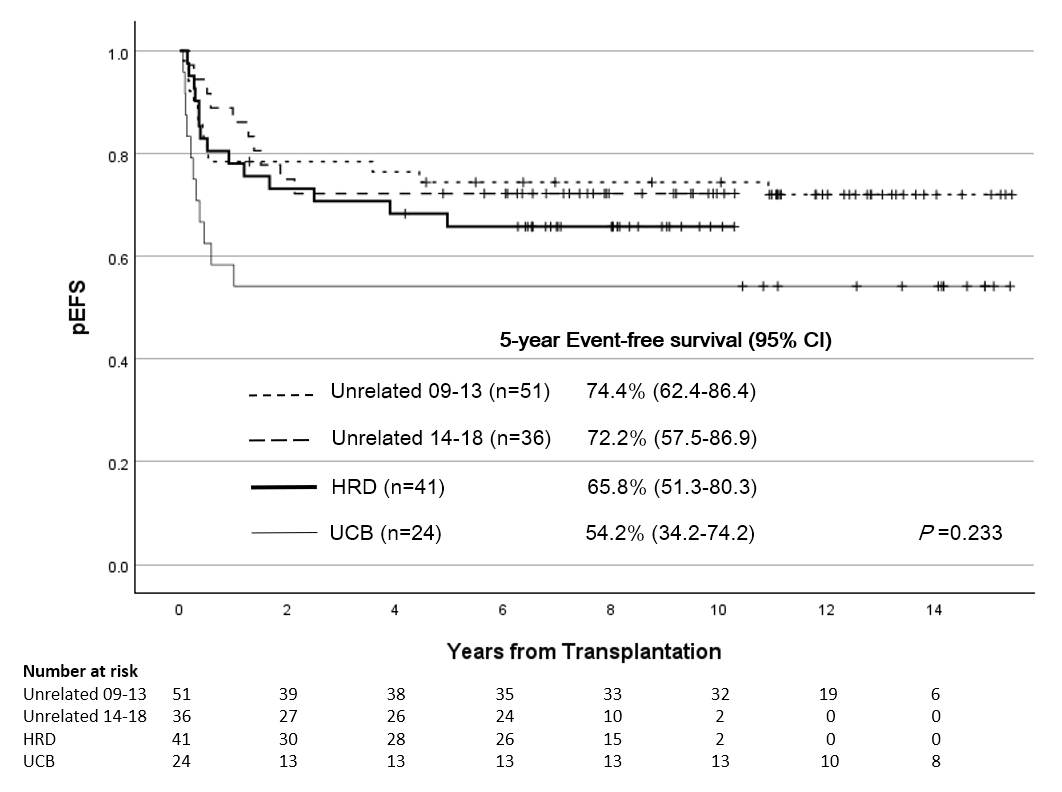 1.0
0.8
0.6
0.4
0.2
0.0
pEFS
5-year Event-free survival (95% CI)
Unrelated 09-13 (n=51) 74.4% (62.4-86.4)
Unrelated 14-18 (n=36) 72.2% (57.5-86.9)
HRD (n=41) 65.8% (51.3-80.3)
UCB (n=24) 54.2% (34.2-74.2) P=0.233
0 2 4 6 8 10 12 14
Years from Transplantation
Number at risk
Unrelated 09-13 51 39 38 35 33 32 19 6
Unrelated 14-18 36 27 26 24 10 2 0 0
HRD 41 30 28 26 15 2 0 0
UCB 24 13 13 13 13 13 10 8